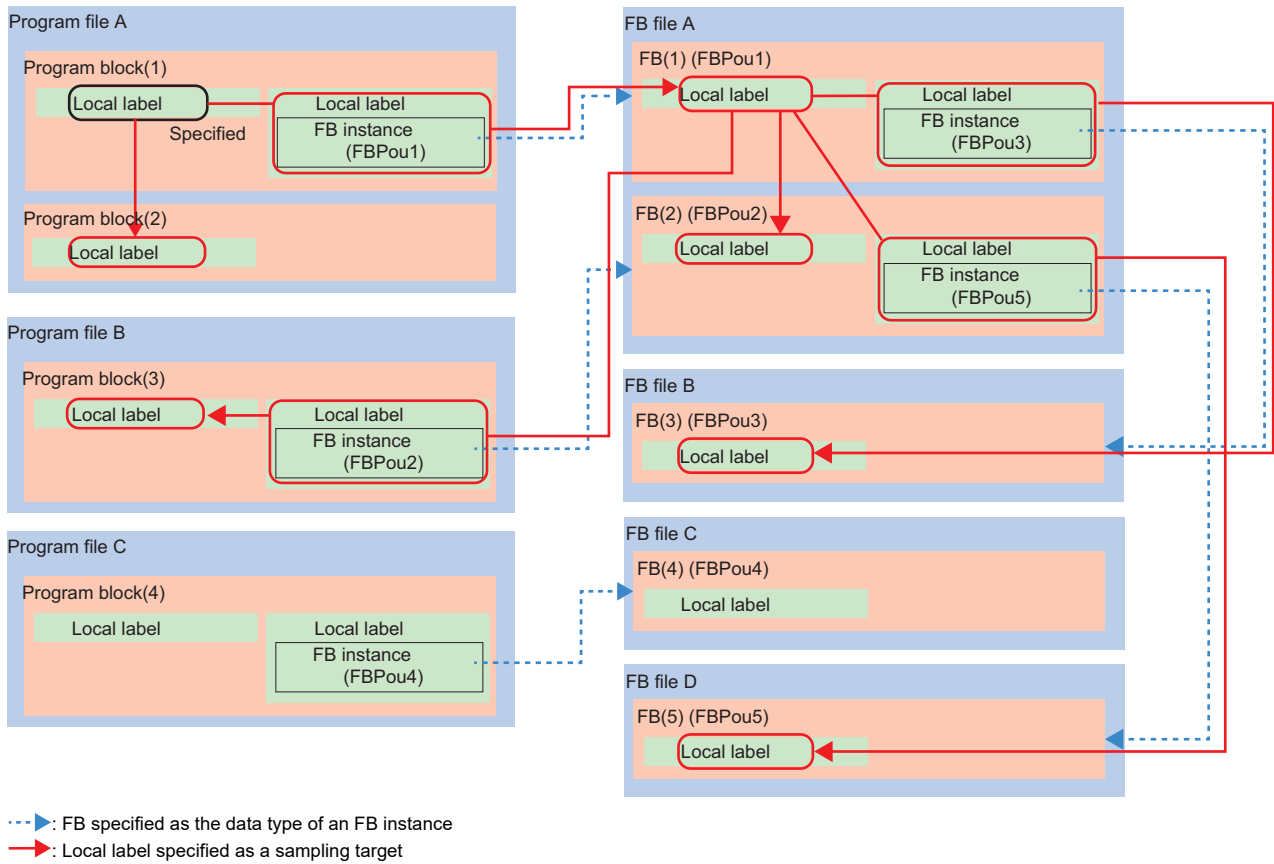 Program file A
Program block(1)
Local label
Specified
Local label
FB instance
(FBPou1)
Program block(2)
Local label
Program file B
Program block(3)
Local label
Local label
FB instance
(FBPou2)
Program file C
Program block(4)
Local label
Local label
FB instance
(FBPou4)
FB file A
FB(1) (FBPou1)
Local label
Local label
FB instance
(FBPou3)
FB(2) (FBPou2)
Local label
Local label
FB instance
(FBPou5)
FB file B
FB(3) (FBPou3)
Local label
FB file C
FB(4) (FBPou4)
Local label
FB file D
FB(5) (FBPou5)
Local label
: FB specified as the data type of an FB instance
: Local label specified as a sampling target